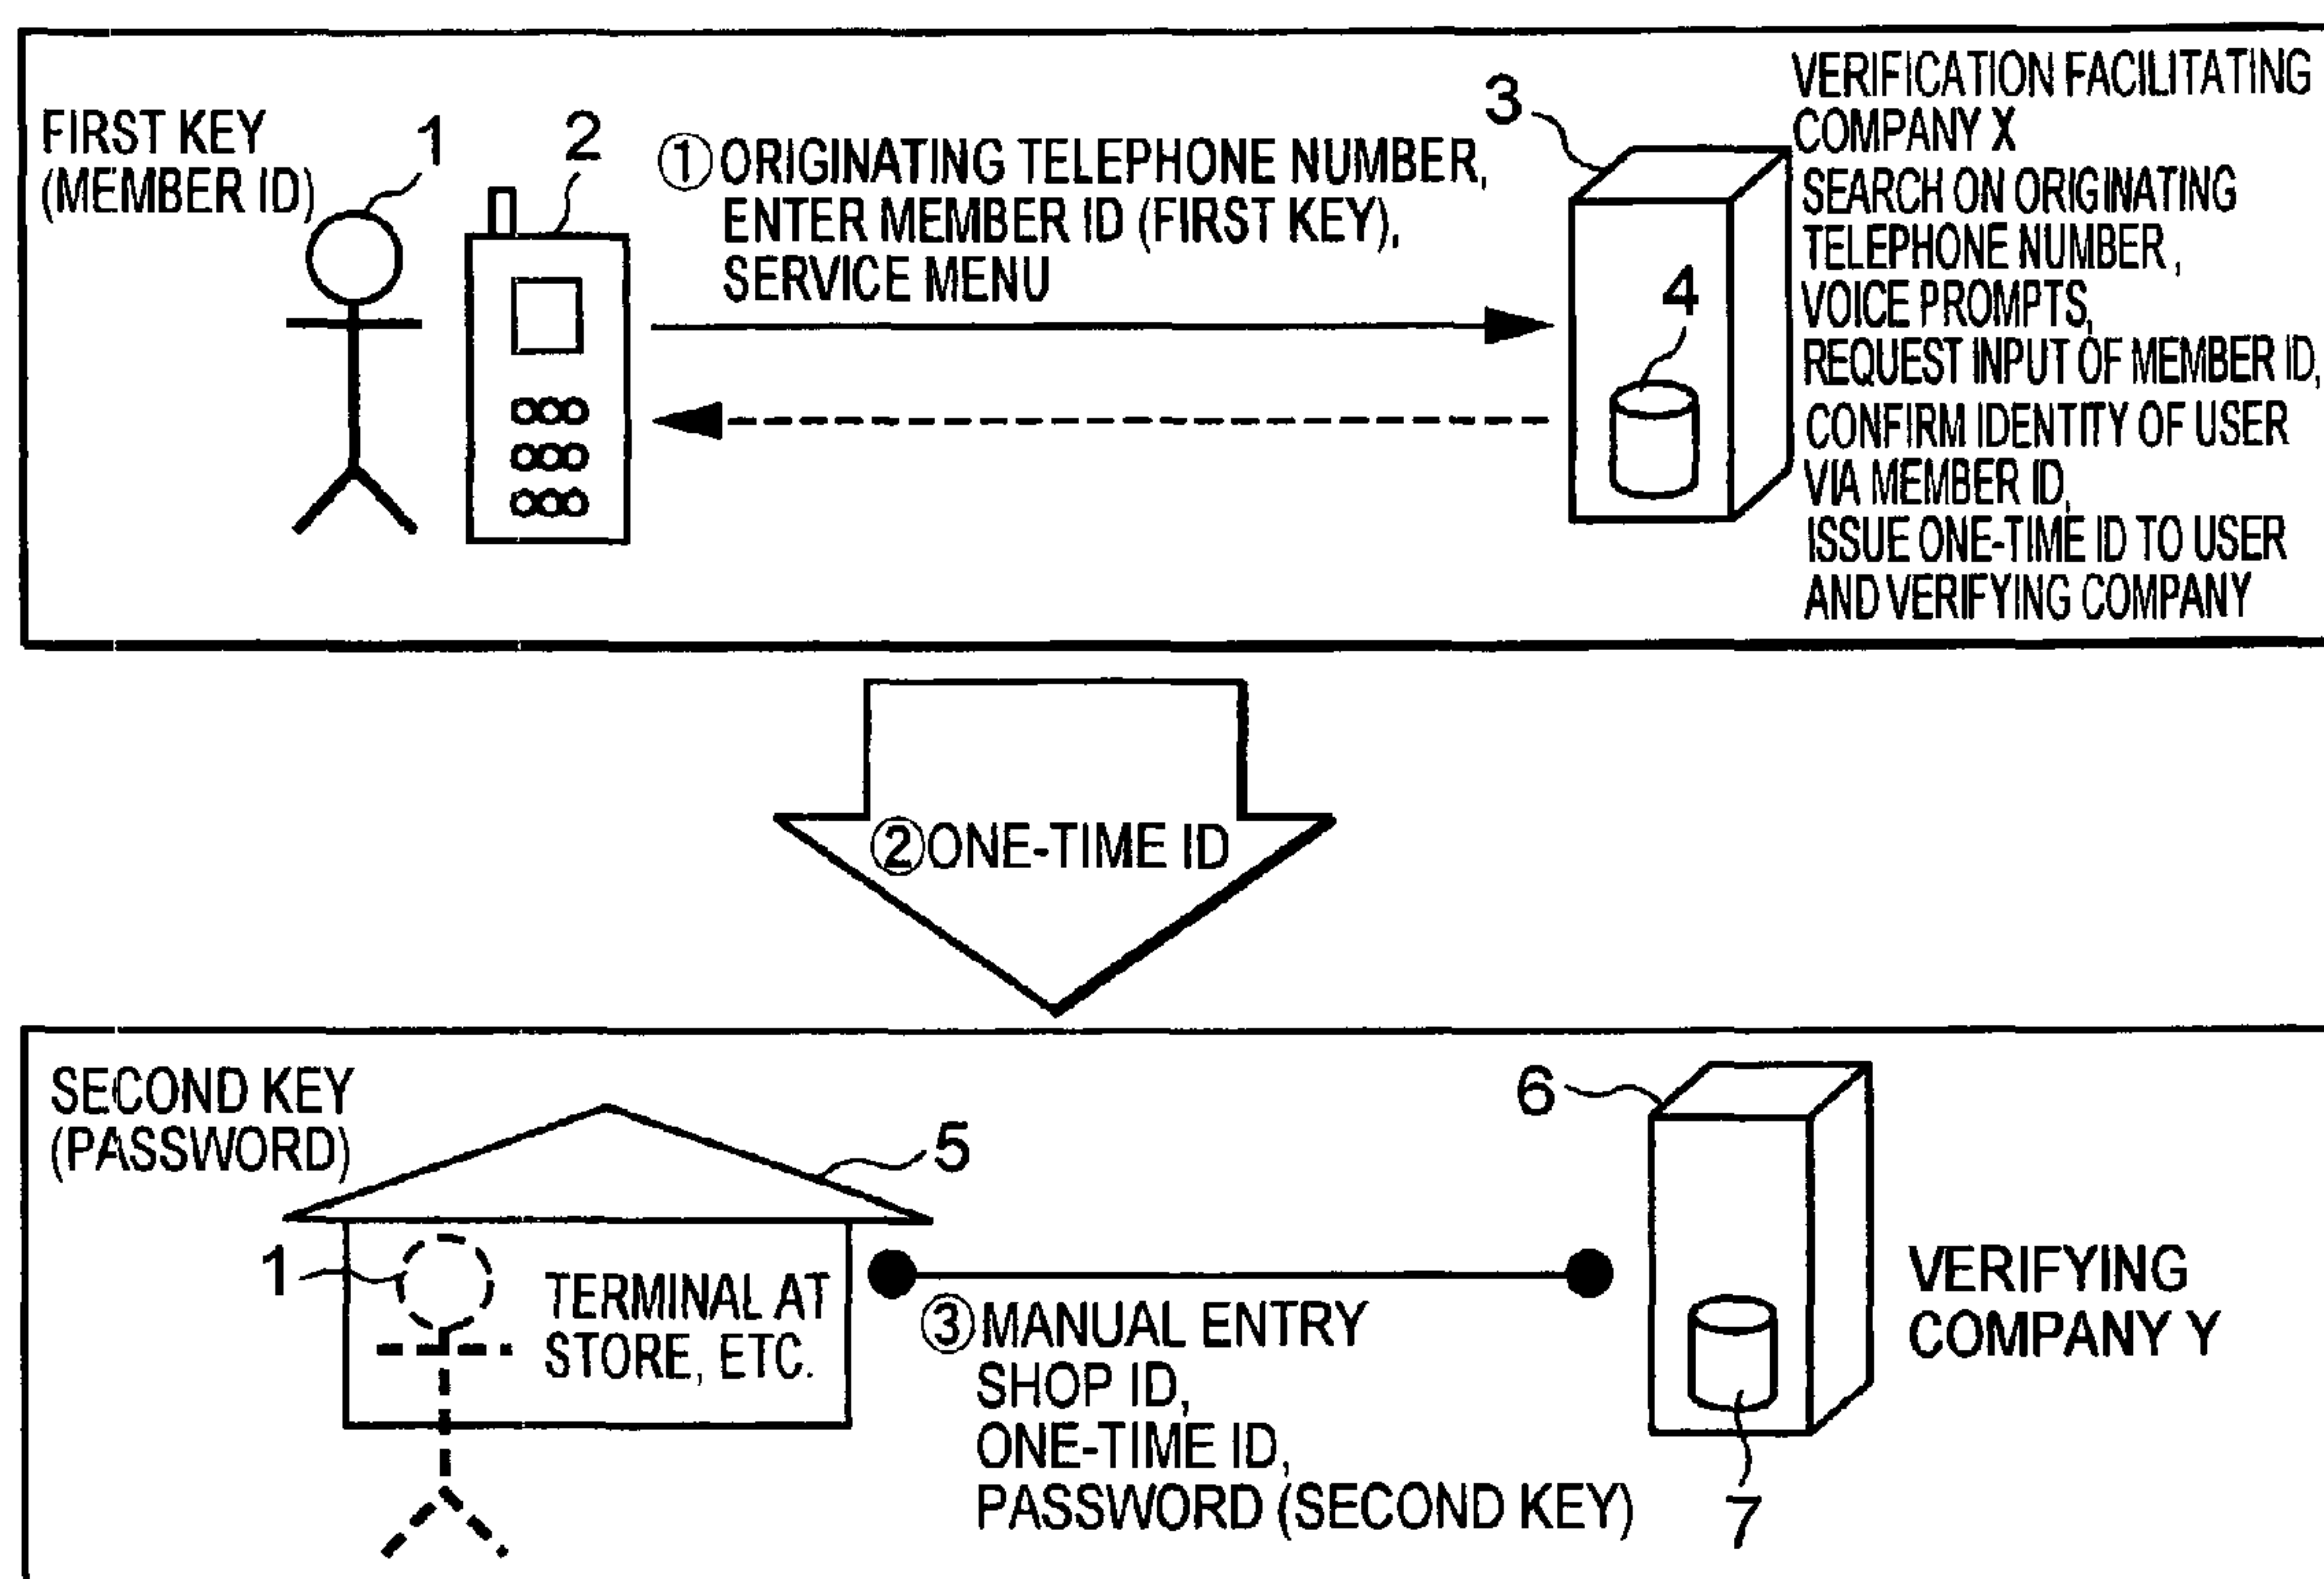 FIRST KEY
(MEMBER ID)
1
2
① ORIGINATING TELEPHONE NUMBER,
ENTER MEMBER ID (FIRST KEY),
SERVICE MENU
3
4
VERIFICATION FACILITATING
COMPANY X
SEARCH ON ORIGINATING
TELEPHONE NUMBER,
VOICE PROMPTS,
REQUEST INPUT OF MEMBER ID,
CONFIRM IDENTITY OF USER
VIA MEMBER ID,
ISSUE ONE-TIME ID TO USER
AND VERIFYING COMPANY
②ONE-TIME ID
SECOND KEY
(PASSWORD)
5
1
TERMINAL AT
STORE, ETC.
③MANUAL ENTRY
SHOP ID,
ONE-TIME ID,
PASSWORD (SECOND KEY)
6
7
VERIFYING
COMPANY Y